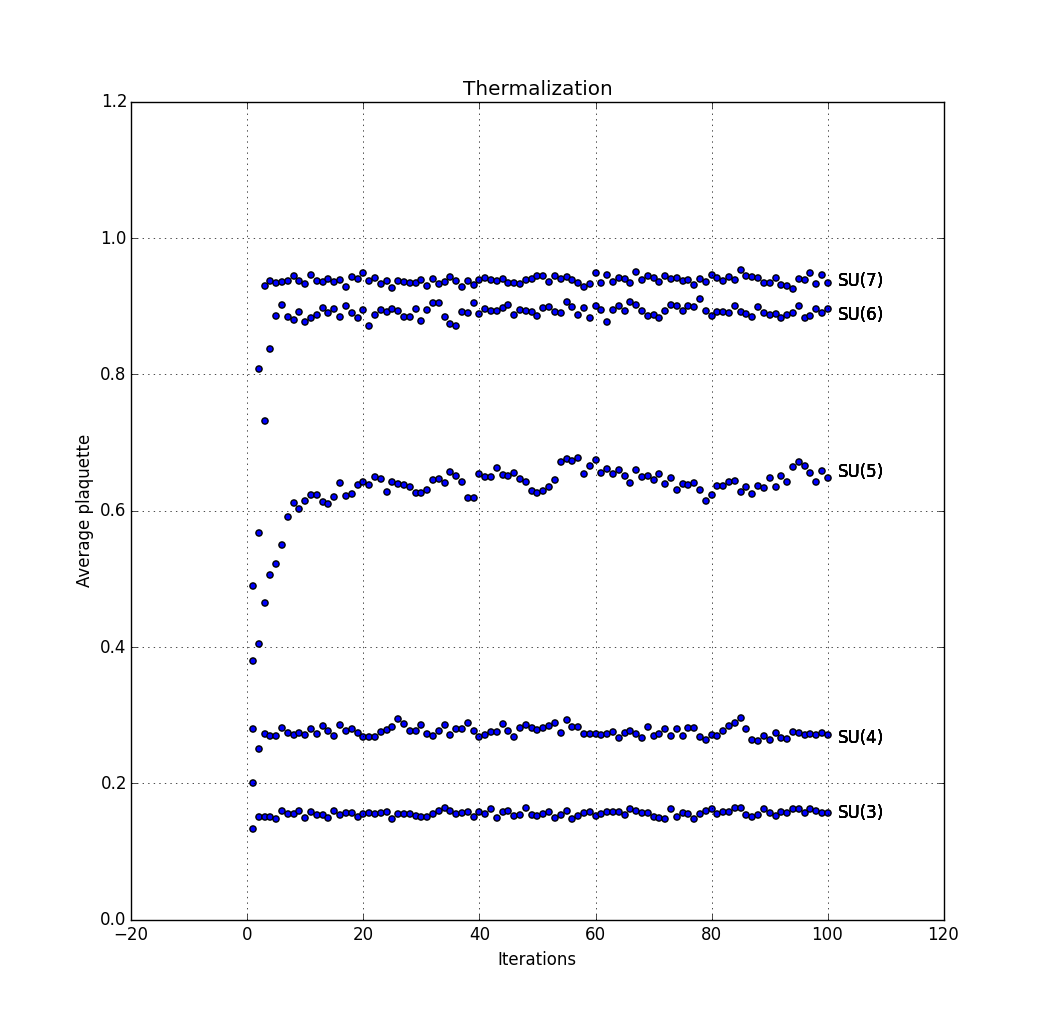 Thermalization
1.2
1.0
0.8
0.6
0.4
0.2
0.0
Average plaquette
SU(7)
SU(6)
SU(5)
SU(4)
SU(3)
−20 0 20 40 60 80 100 120
Iterations